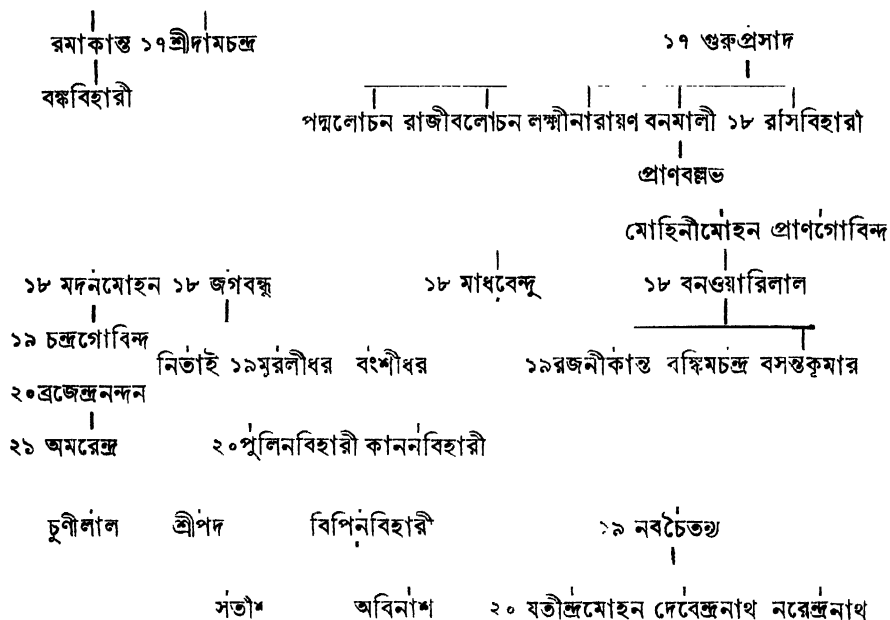 রমাকান্ত ১৭ শ্রীদামচন্দ্র ১৭ গুরুপ্রসাদ
বঙ্কবিহারী
পদ্মলোচন রাজীবলোচন লক্ষ্মীনারায়ণ বনমালী ১৮ রাসবিহারী
প্রাণবল্লভ
মোহিনীমোহন প্রাণগোবিন্দ
১৮ মদনমোহন ১৮ জগবন্ধু ১৮ মাধবেন্দু ১৮ বনওয়ারিলাল
১৯ চন্দ্রগোবিন্দ
নিতাই ১৯মুরলীধর বংশীধর ১৯রজনীকান্ত বঙ্কিমচন্দ্র বসন্তকুমার
২০ব্রজেন্দ্রনন্দন
২১ অমরেন্দ্র ২০পুলিনবিহারী কাননবিহারী
চুণীলাল শ্রীপদ বিপিনবিহারী ১৯ নবচৈতন্য
সতীশ অবিনাশ ২০ যতীন্দ্রমোহন দেবেন্দ্রনাথ নরেন্দ্রনাথ